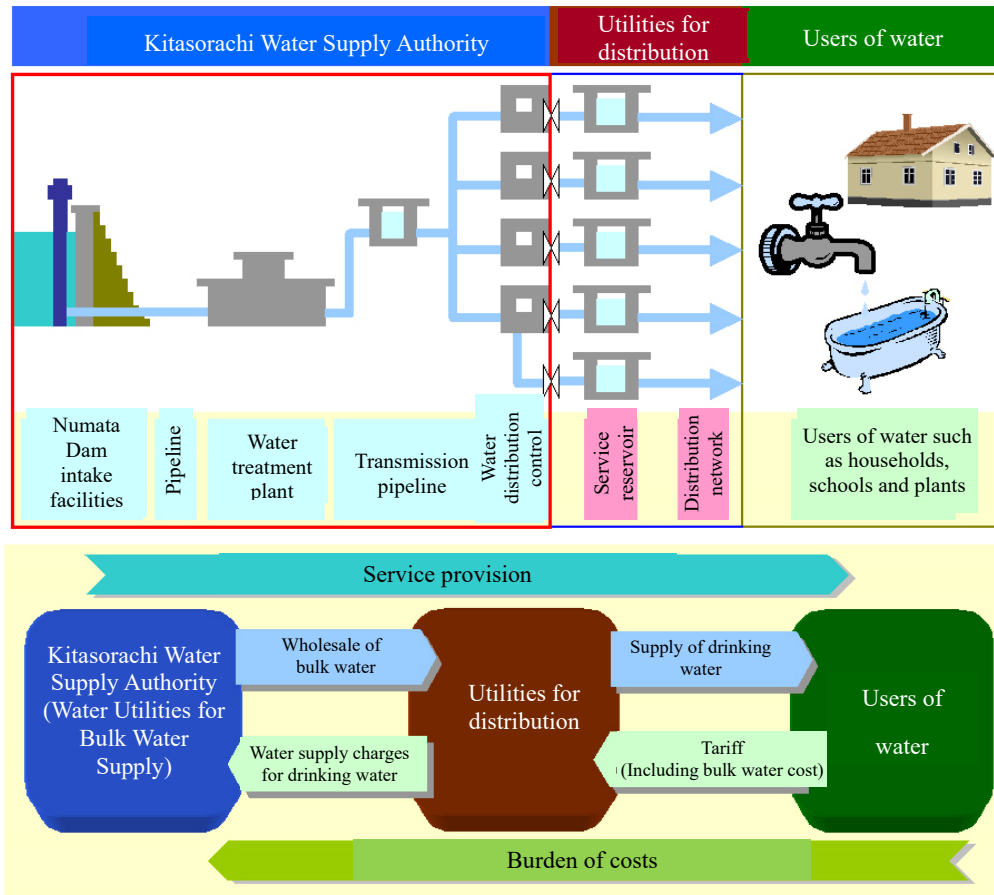 Kitasorachi Water Supply Authority
Utilities for
distribution
Users of water
Numata
Dam
intake
facilities
Pipeline
Water
treatment
plant
Transmission
pipeline
Water
distribution
control
Service
reservoir
Distribution
network
Users of water such
as households,
schools and plants
Service provision
Kitasorachi Water
Supply Authority
(Water Utilities for
Bulk Water
Supply)
Wholesale of
bulk water
Water supply charges
for drinking water
Utilities for
distribution
Supply of drinking
water
Tariff
(Including bulk water cost)
Users of
water
Burden of costs